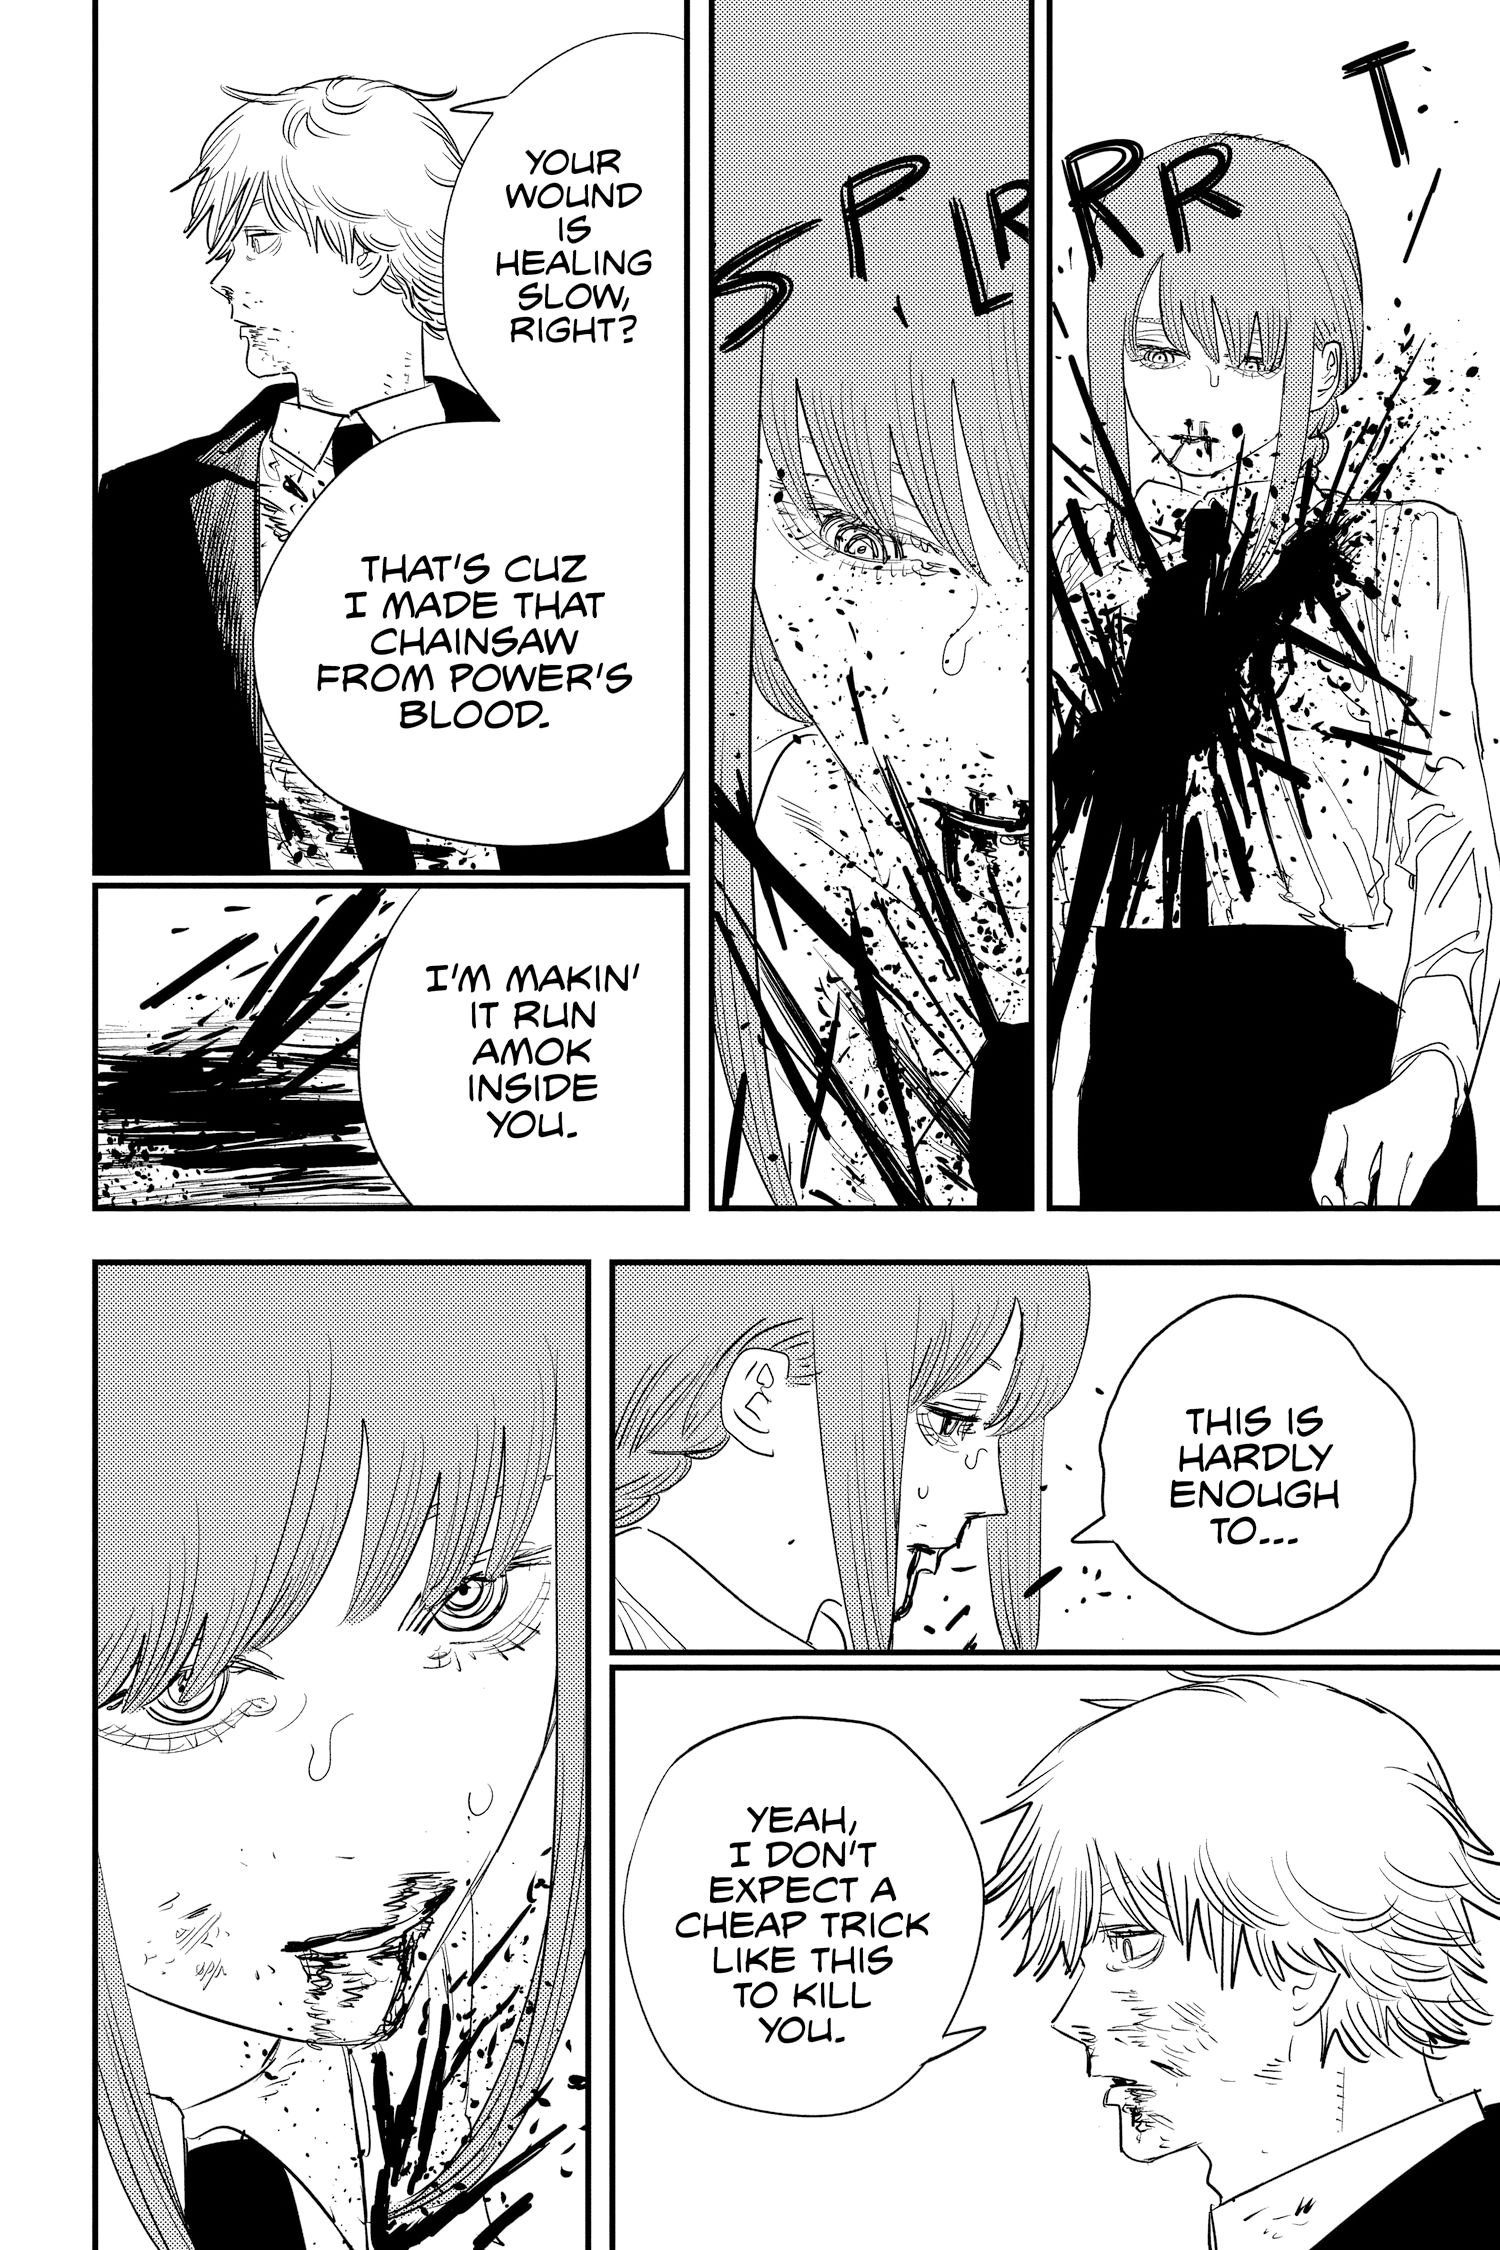 SPLRRRT
YOUR
WOUND
IS
HEALING
SLOW,
RIGHT?
THAT'S CUZ
I MADE THAT
CHAINSAW
FROM POWER'S
BLOOD.
I'M MAKIN'
IT RUN
AMOK
INSIDE
YOU.
THIS IS
HARDLY
ENOUGH
TO...
YEAH,
I DON'T
EXPECT A
CHEAP TRICK
LIKE THIS
TO KILL
YOU.